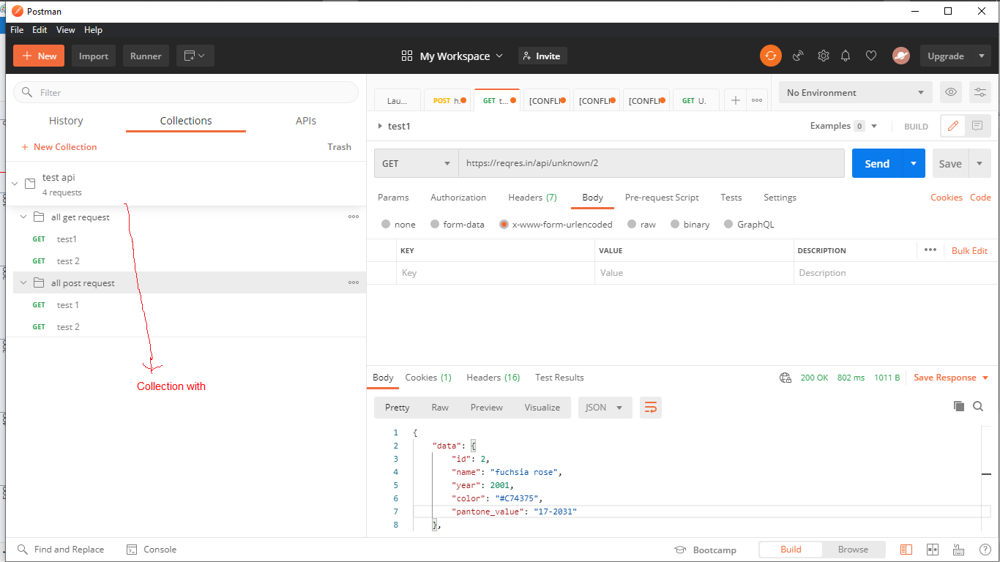 Postman
File Edit View Help
New Import Runner My Workspace Invite Upgrade
Filter
History Collections APIs
+ New Collection Trash
test api
4 requests
all get request
GET test1
GET test 2
all post request
GET test 1
GET test 2
Collection with
Lau... POST h. GET t... [CONFLI [CONFLI [CONFLI GET U. + ooo No Environment
test1 Examples 0 BUILD
GET https://reqres.in/api/unknown/2 Send Save
Params Authorization Headers (7) Body Pre-request Script Tests Settings Cookies Code
none form-data x-www-form-urlencoded raw binary GraphQL
KEY VALUE DESCRIPTION ••• Bulk Edit
Key Value Description
Body Cookies (1) Headers (16) Test Results 200 OK 802 ms 1011 B Save Response
Pretty Raw Preview Visualize JSON
1 {
2 "data": {
3 "id": 2,
4 "name": "fuchsia rose",
5 "year": 2001,
6 "color": "#C74375",
7 "pantone_value": "17-2031"
8 },
Find and Replace Console Bootcamp Build Browse